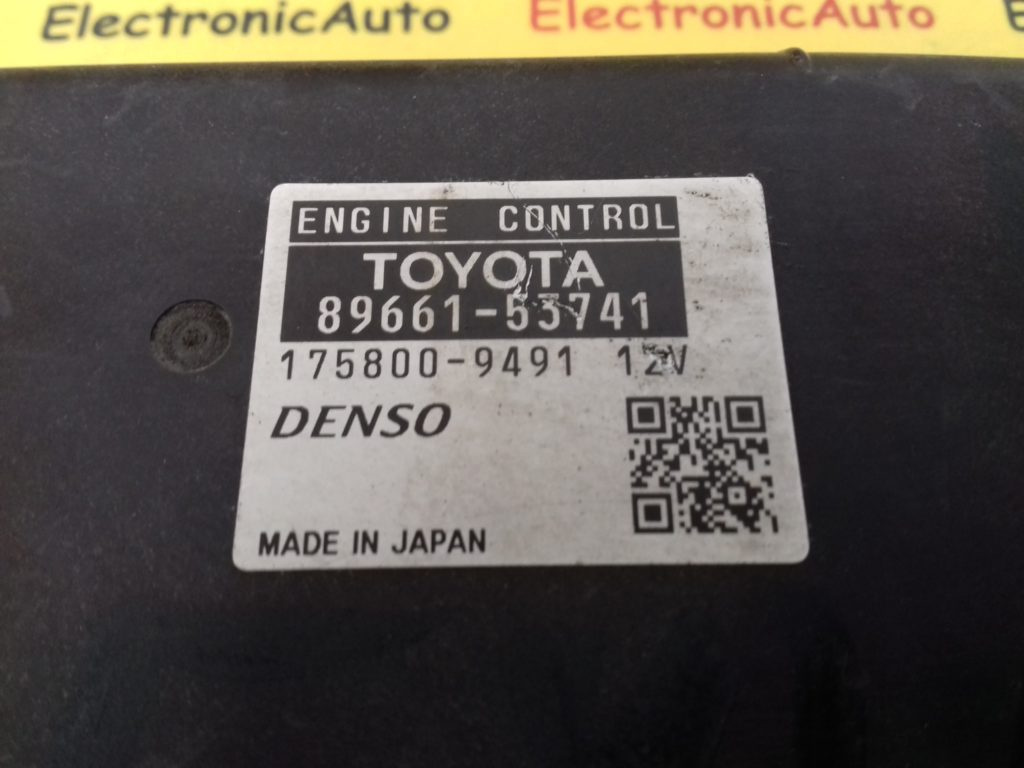 ElectronicAuto ElectronicAuto
ENGINE CONTROL
TOYOTA
89661-53741
175800-9491 12V
DENSO
MADE IN JAPAN